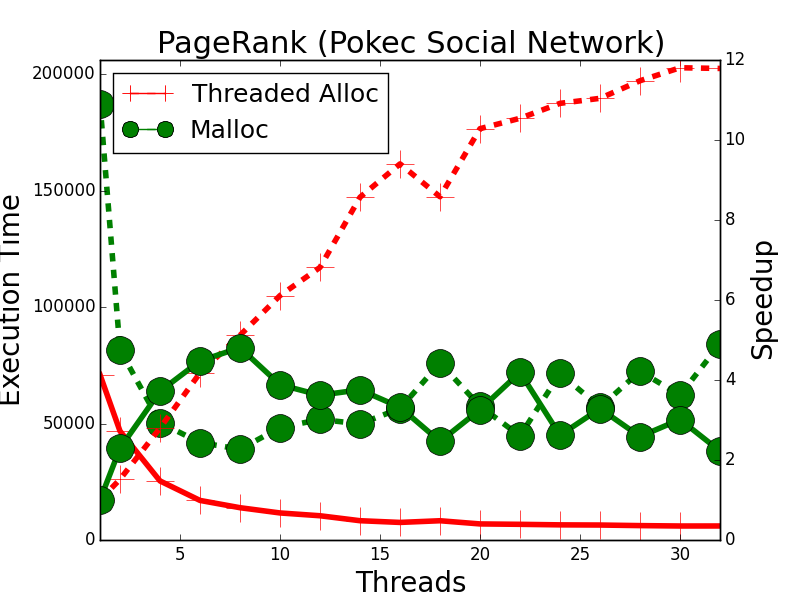 PageRank (Pokec Social Network)
Threaded Alloc
Malloc
Execution Time
200000
150000
100000
50000
0
Speedup
12
10
8
6
4
2
0
5 10 15 20 25 30
Threads